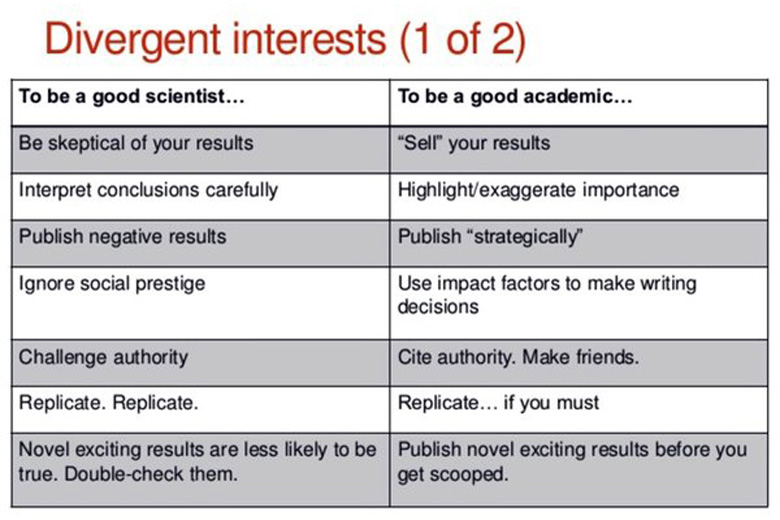 Divergent interests (1 of 2)
To be a good scientist…
To be a good academic…
Be skeptical of your results
“Sell” your results
Interpret conclusions carefully
Highlight/exaggerate importance
Publish negative results
Publish “strategically”
Ignore social prestige
Use impact factors to make writing
decisions
Challenge authority
Cite authority. Make friends.
Replicate. Replicate.
Replicate… if you must
Novel exciting results are less likely to be
true. Double-check them.
Publish novel exciting results before you
get scooped.